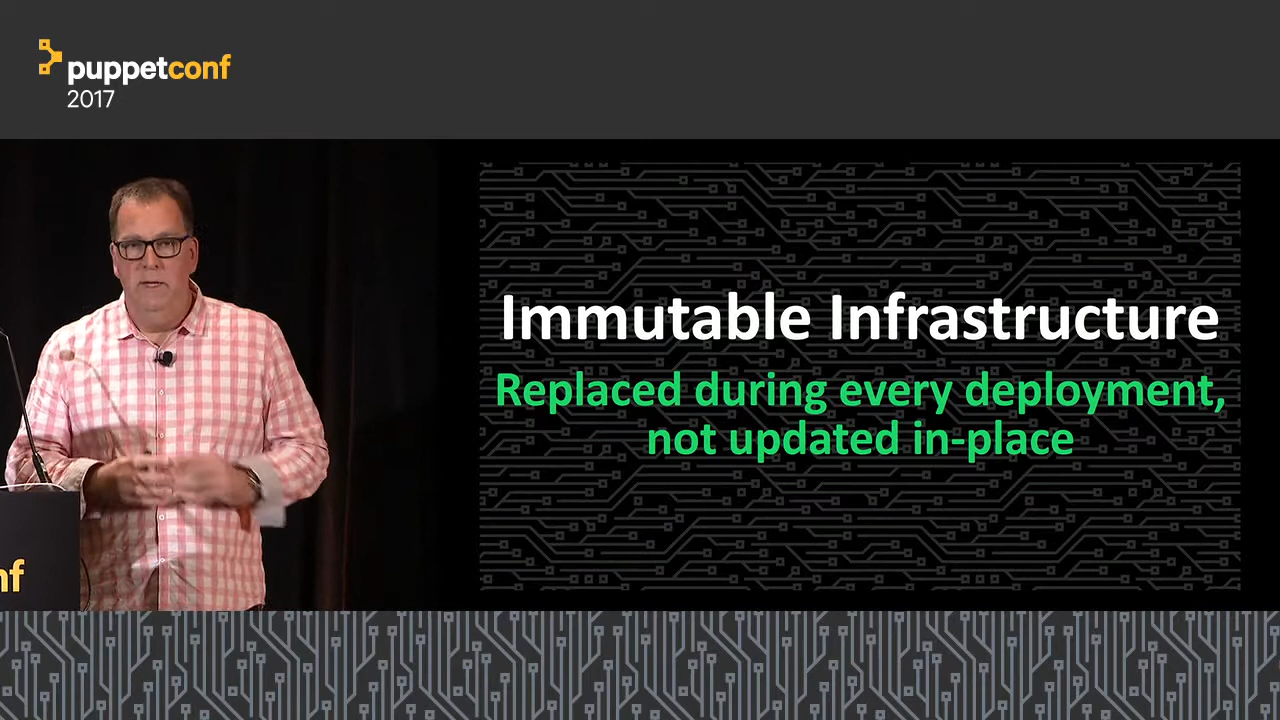 puppetconf
2017
Immutable Infrastructure
Replaced during every deployment,
not updated in-place
nf